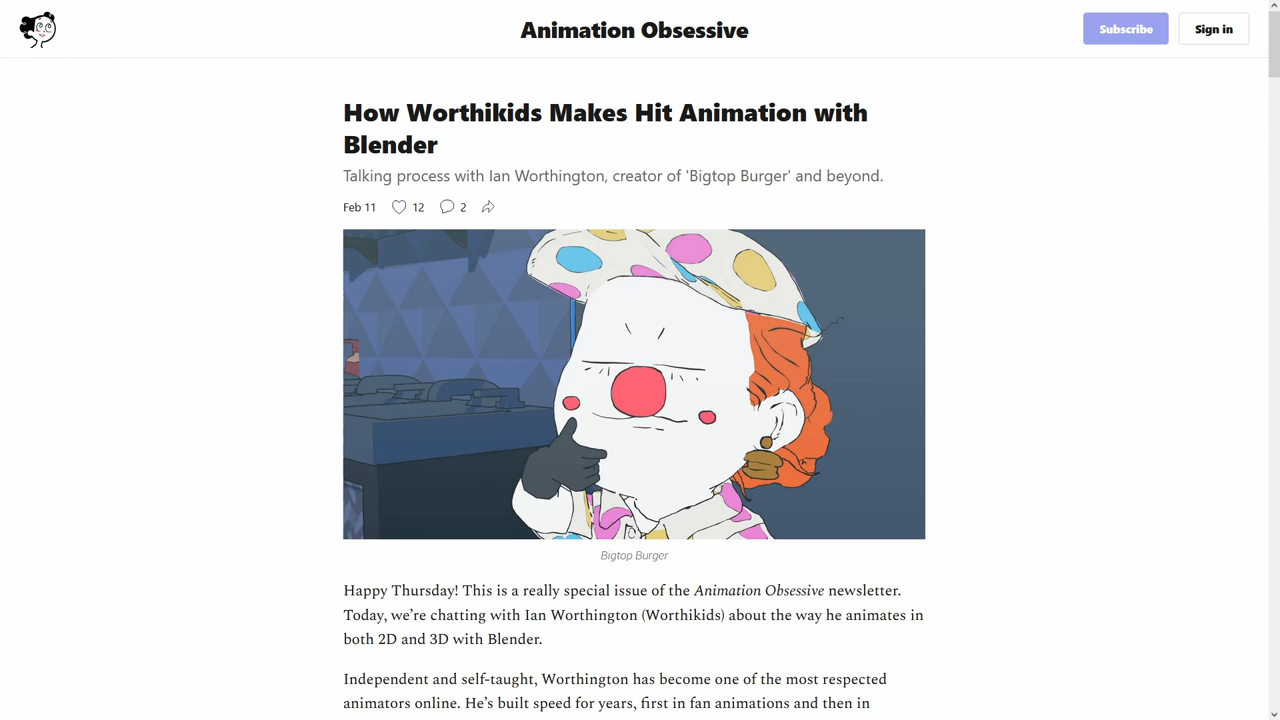 Animation Obsessive
Subscribe
Sign in
How Worthikids Makes Hit Animation with
Blender
Talking process with Ian Worthington, creator of 'Bigtop Burger' and beyond.
Feb 11
12
2
Bigtop Burger
Happy Thursday! This is a really special issue of the Animation Obsessive newsletter.
Today, we’re chatting with Ian Worthington (Worthikids) about the way he animates in
both 2D and 3D with Blender.
Independent and self-taught, Worthington has become one of the most respected
animators online. He’s built speed for years, first in fan animations and then in